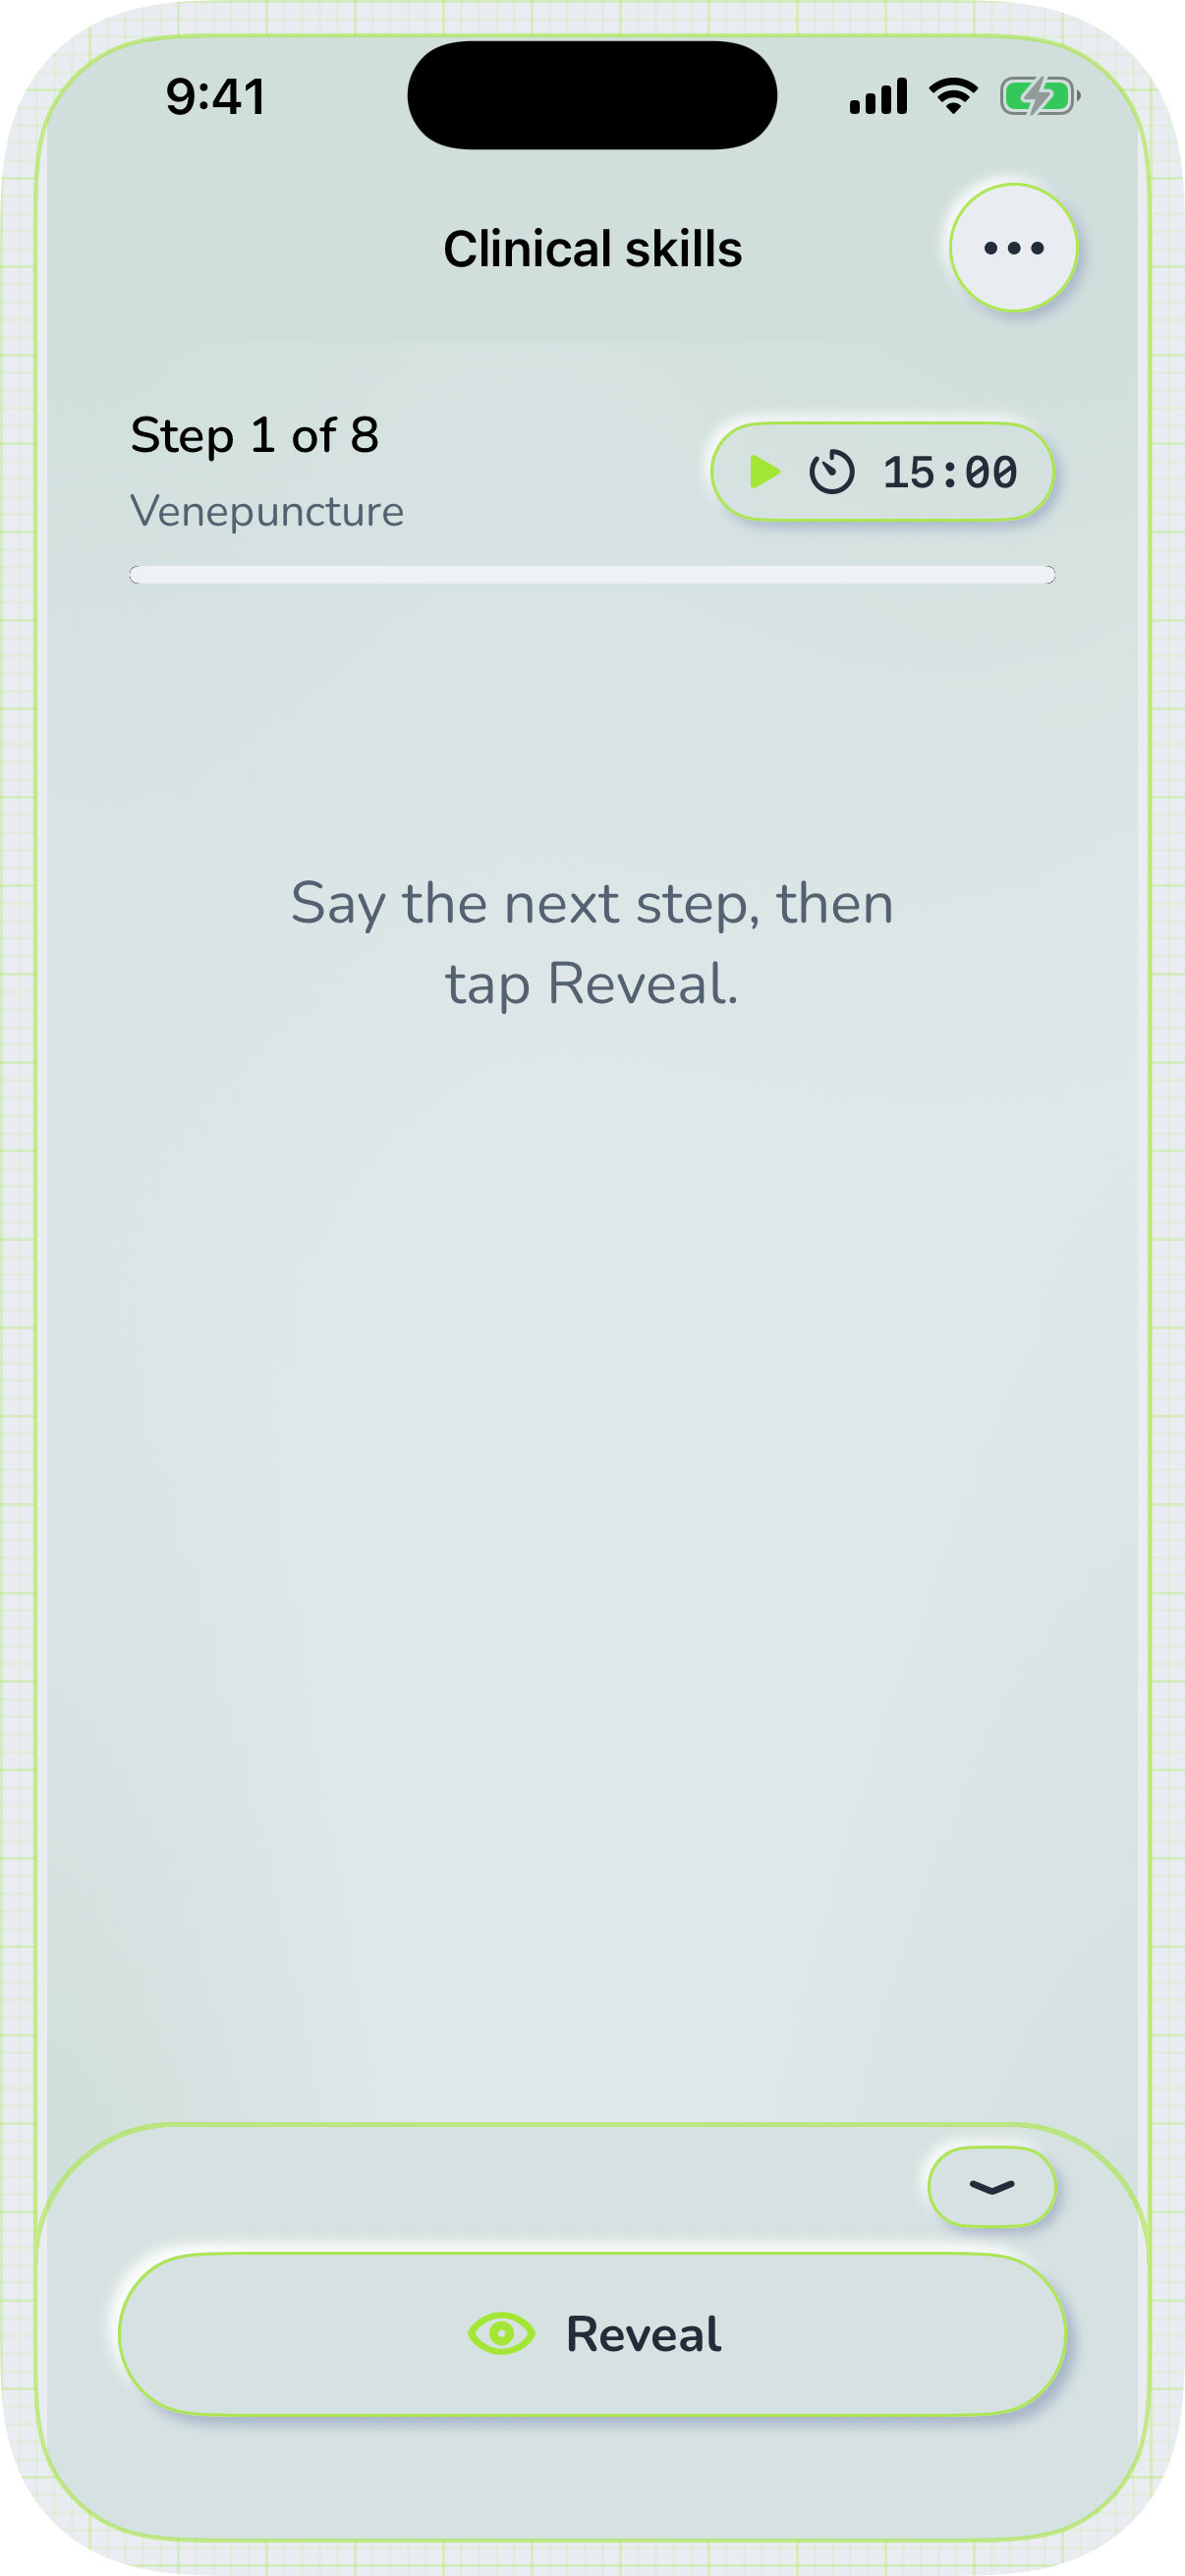 9:41
Clinical skills
Step 1 of 8
Venepuncture
15:00
Say the next step, then
tap Reveal.
Reveal